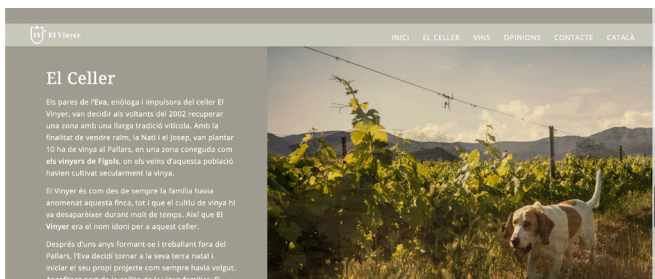 El Vinyer
INICI EL CELLER VINS OPINIONS CONTACTE CATALÀ
El Celler
Els pares de l'Eva, enòloga i impulsora del celler El
Vinyer, van decidir als voltants del 2002 recuperar
una zona amb una llarga tradició vitícola. Amb la
finalitat de vendre raïm, la Nati i el Josep, van plantar
10 ha de vinya al Pallars, en una zona coneguda com
els vinyers de Fígols, on els veïns d'aquesta població
havien cultivat secularment la vinya.
El Vinyer és com des de sempre la família havia
anomenat aquesta finca, tot i que el cultiu de vinya hi
va desaparèixer durant molt de temps. Així que El
Vinyer era el nom idoni per a aquest celler.
Després d'uns anys formant-se i treballant fora del
Pallars, l'Eva decidí tornar a la seva terra natal i
iniciar el seu propi projecte com sempre havia volgut.